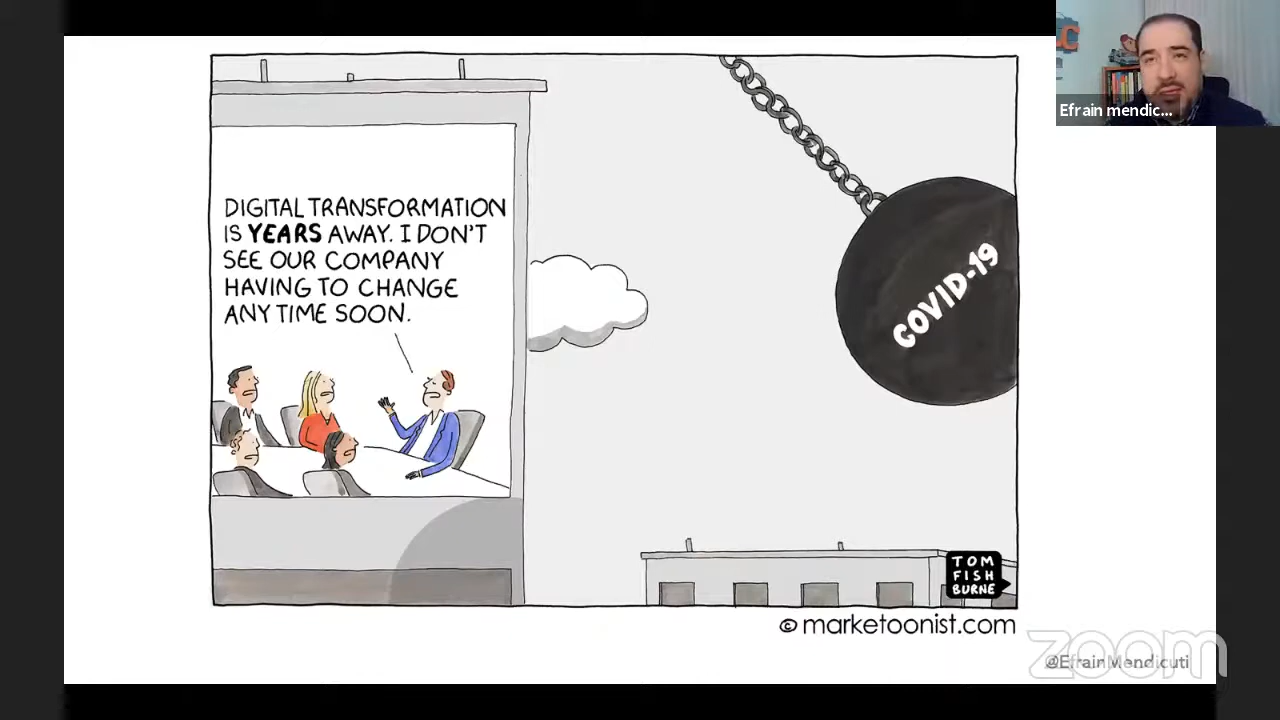 Efrain mendic...
DIGITAL TRANSFORMATION
IS YEARS AWAY. I DON'T
SEE OUR COMPANY
HAVING TO CHANGE
ANY TIME SOON.
COVID-19
TOM
FISH
BURNE
© marketoonist.com
zoom
@EfrainMendicuti